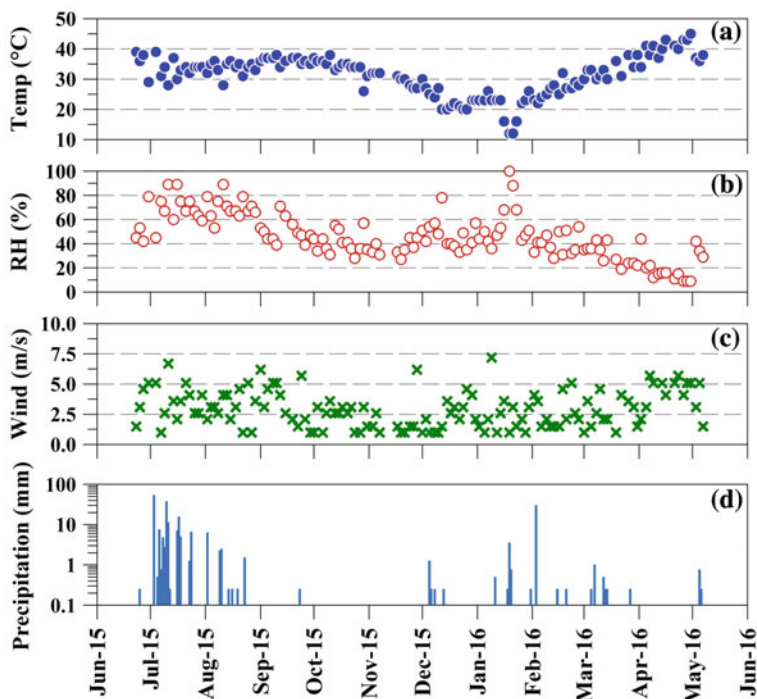 50
40
30
20
10
Temp (°C)
(a)
100
80
60
40
20
0
RH (%)
(b)
10.0
7.5
5.0
2.5
0.0
Wind (m/s)
(c)
100
10
1
0.1
Precipitation (mm)
(d)
Jun-15
Jul-15
Aug-15
Sep-15
Oct-15
Nov-15
Dec-15
Jan-16
Feb-16
Mar-16
Apr-16
May-16
Jun-16